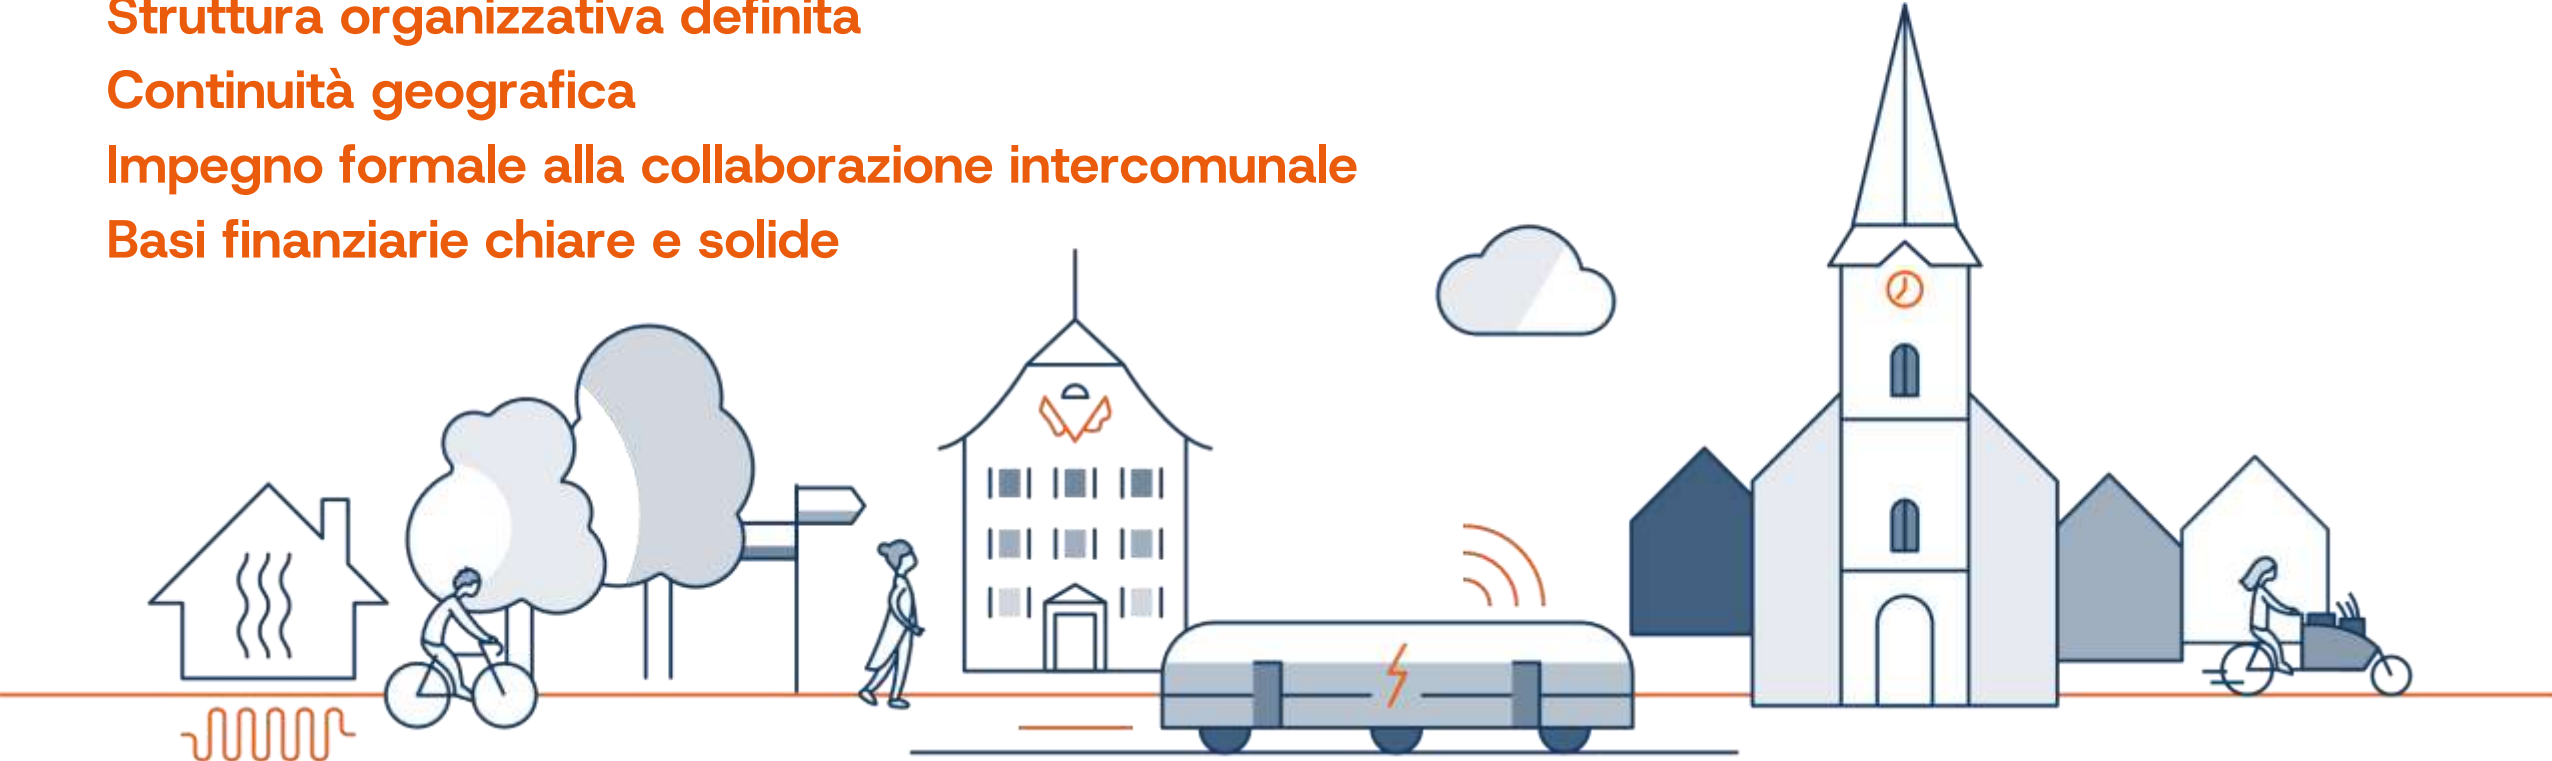 Struttura organizzativa definita
Continuità geografica
Impegno formale alla collaborazione intercomunale
Basi finanziarie chiare e solide